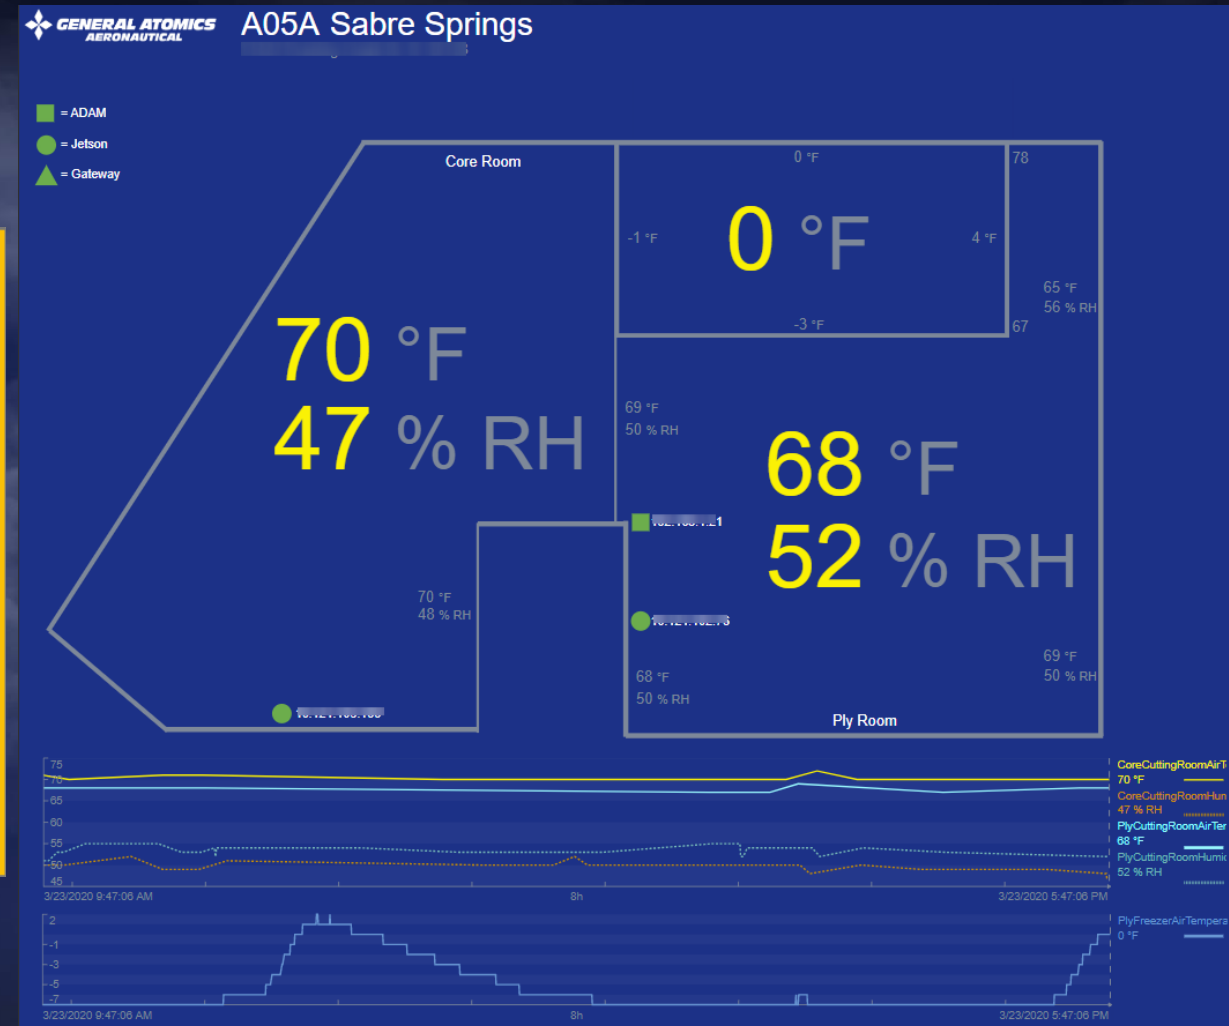 GENERAL ATOMICS
AERONAUTICAL
A05A Sabre Springs
= ADAM
= Jetson
= Gateway
Core Room
0 °F
78
-1 °F
0 °F
4 °F
65 °F
56 % RH
-3 °F
67
70 °F
47 % RH
69 °F
50 % RH
68 °F
52 % RH
70 °F
48 % RH
68 °F
50 % RH
69 °F
50 % RH
Ply Room
75
70
65
60
55
50
45
3/23/2020 9:47:06 AM
8h
3/23/2020 5:47:06 PM
CoreCuttingRoomAirT
70 °F
CoreCuttingRoomHun
47 % RH
PlyCuttingRoomAirTer
68 °F
PlyCuttingRoomHumic
52 % RH
2
-1
-3
-5
-7
3/23/2020 9:47:06 AM
8h
3/23/2020 5:47:06 PM
PlyFreezerAirTempera
0 °F